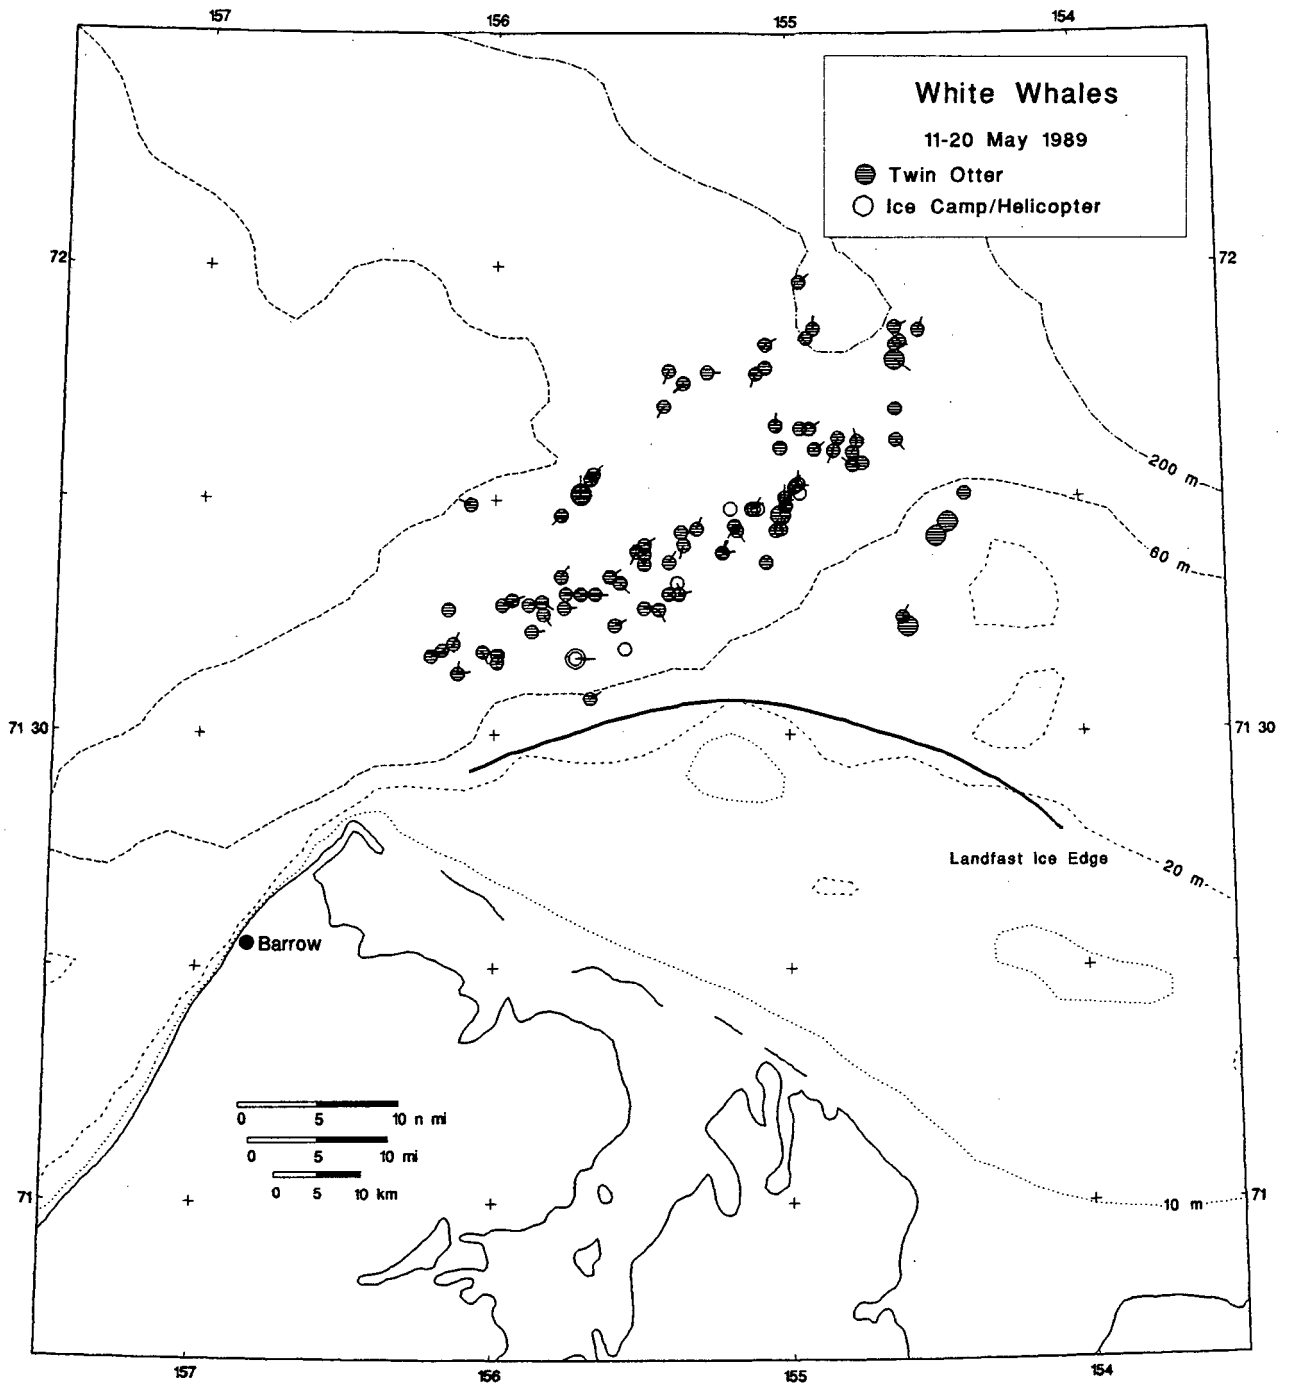 157 156 155 154
White Whales
11-20 May 1989
Twin Otter
Ice Camp/Helicopter
72 72
200 m
60 m
71 30 71 30
Landfast Ice Edge
20 m
Barrow
0 5 10 n mi
0 5 10 mi
0 5 10 km
71 71
10 m
157 156 155 154